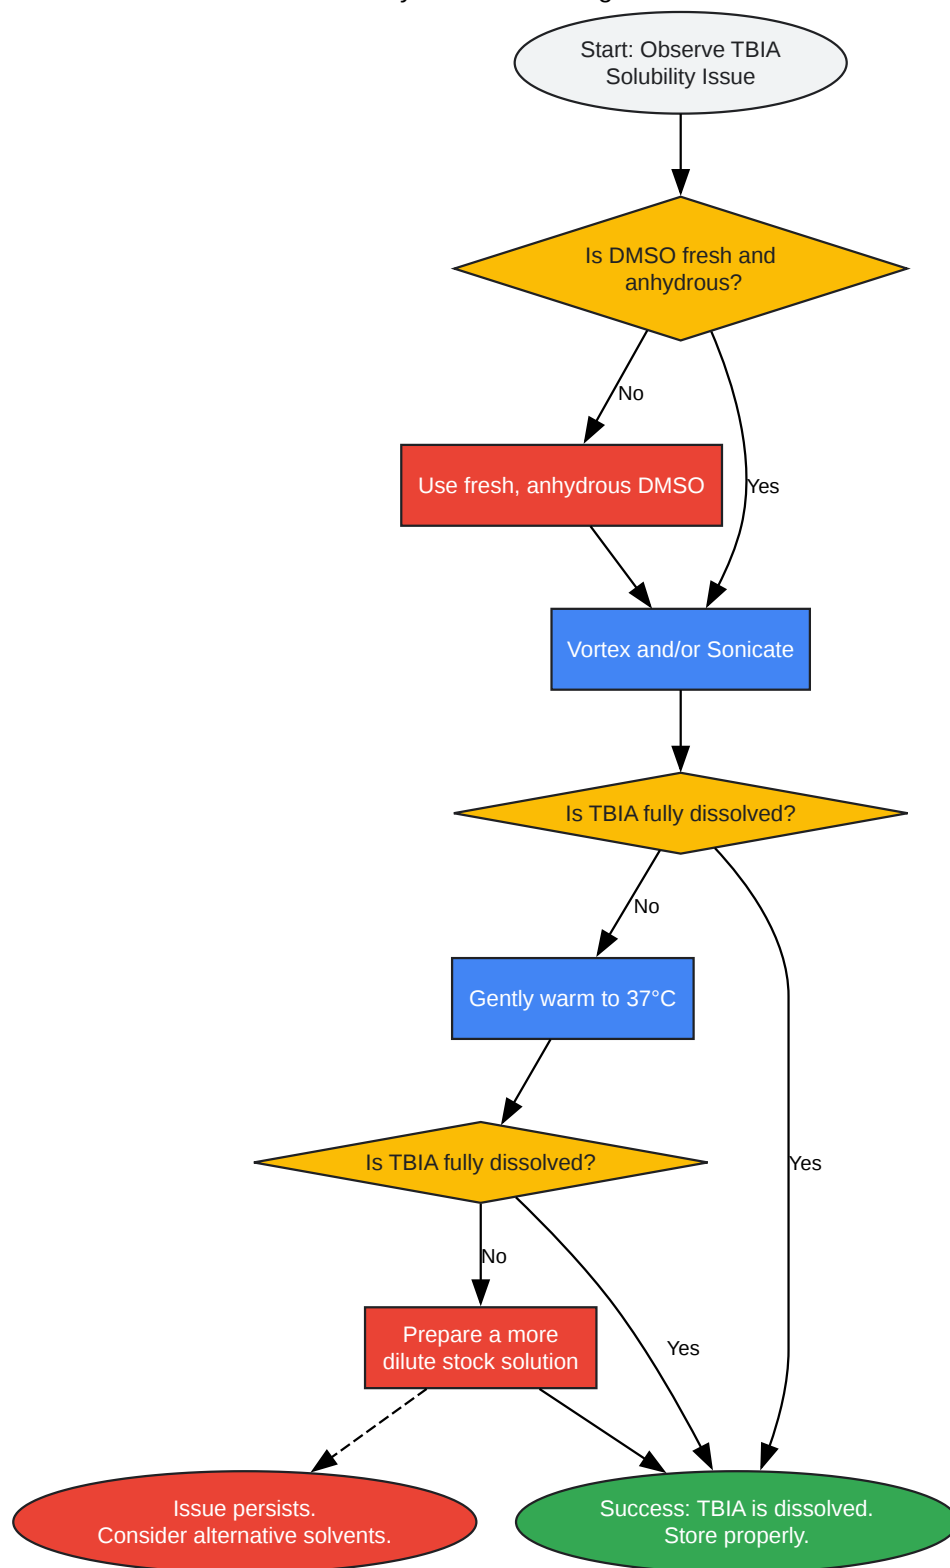 Start: Observe TBIA
Solubility Issue
Is DMSO fresh and
anhydrous?
No
Use fresh, anhydrous DMSO
Yes
Vortex and/or Sonicate
Is TBIA fully dissolved?
No
Gently warm to 37°C
Is TBIA fully dissolved?
Yes
No
Prepare a more
dilute stock solution
Yes
Issue persists.
Consider alternative solvents.
Success: TBIA is dissolved.
Store properly.